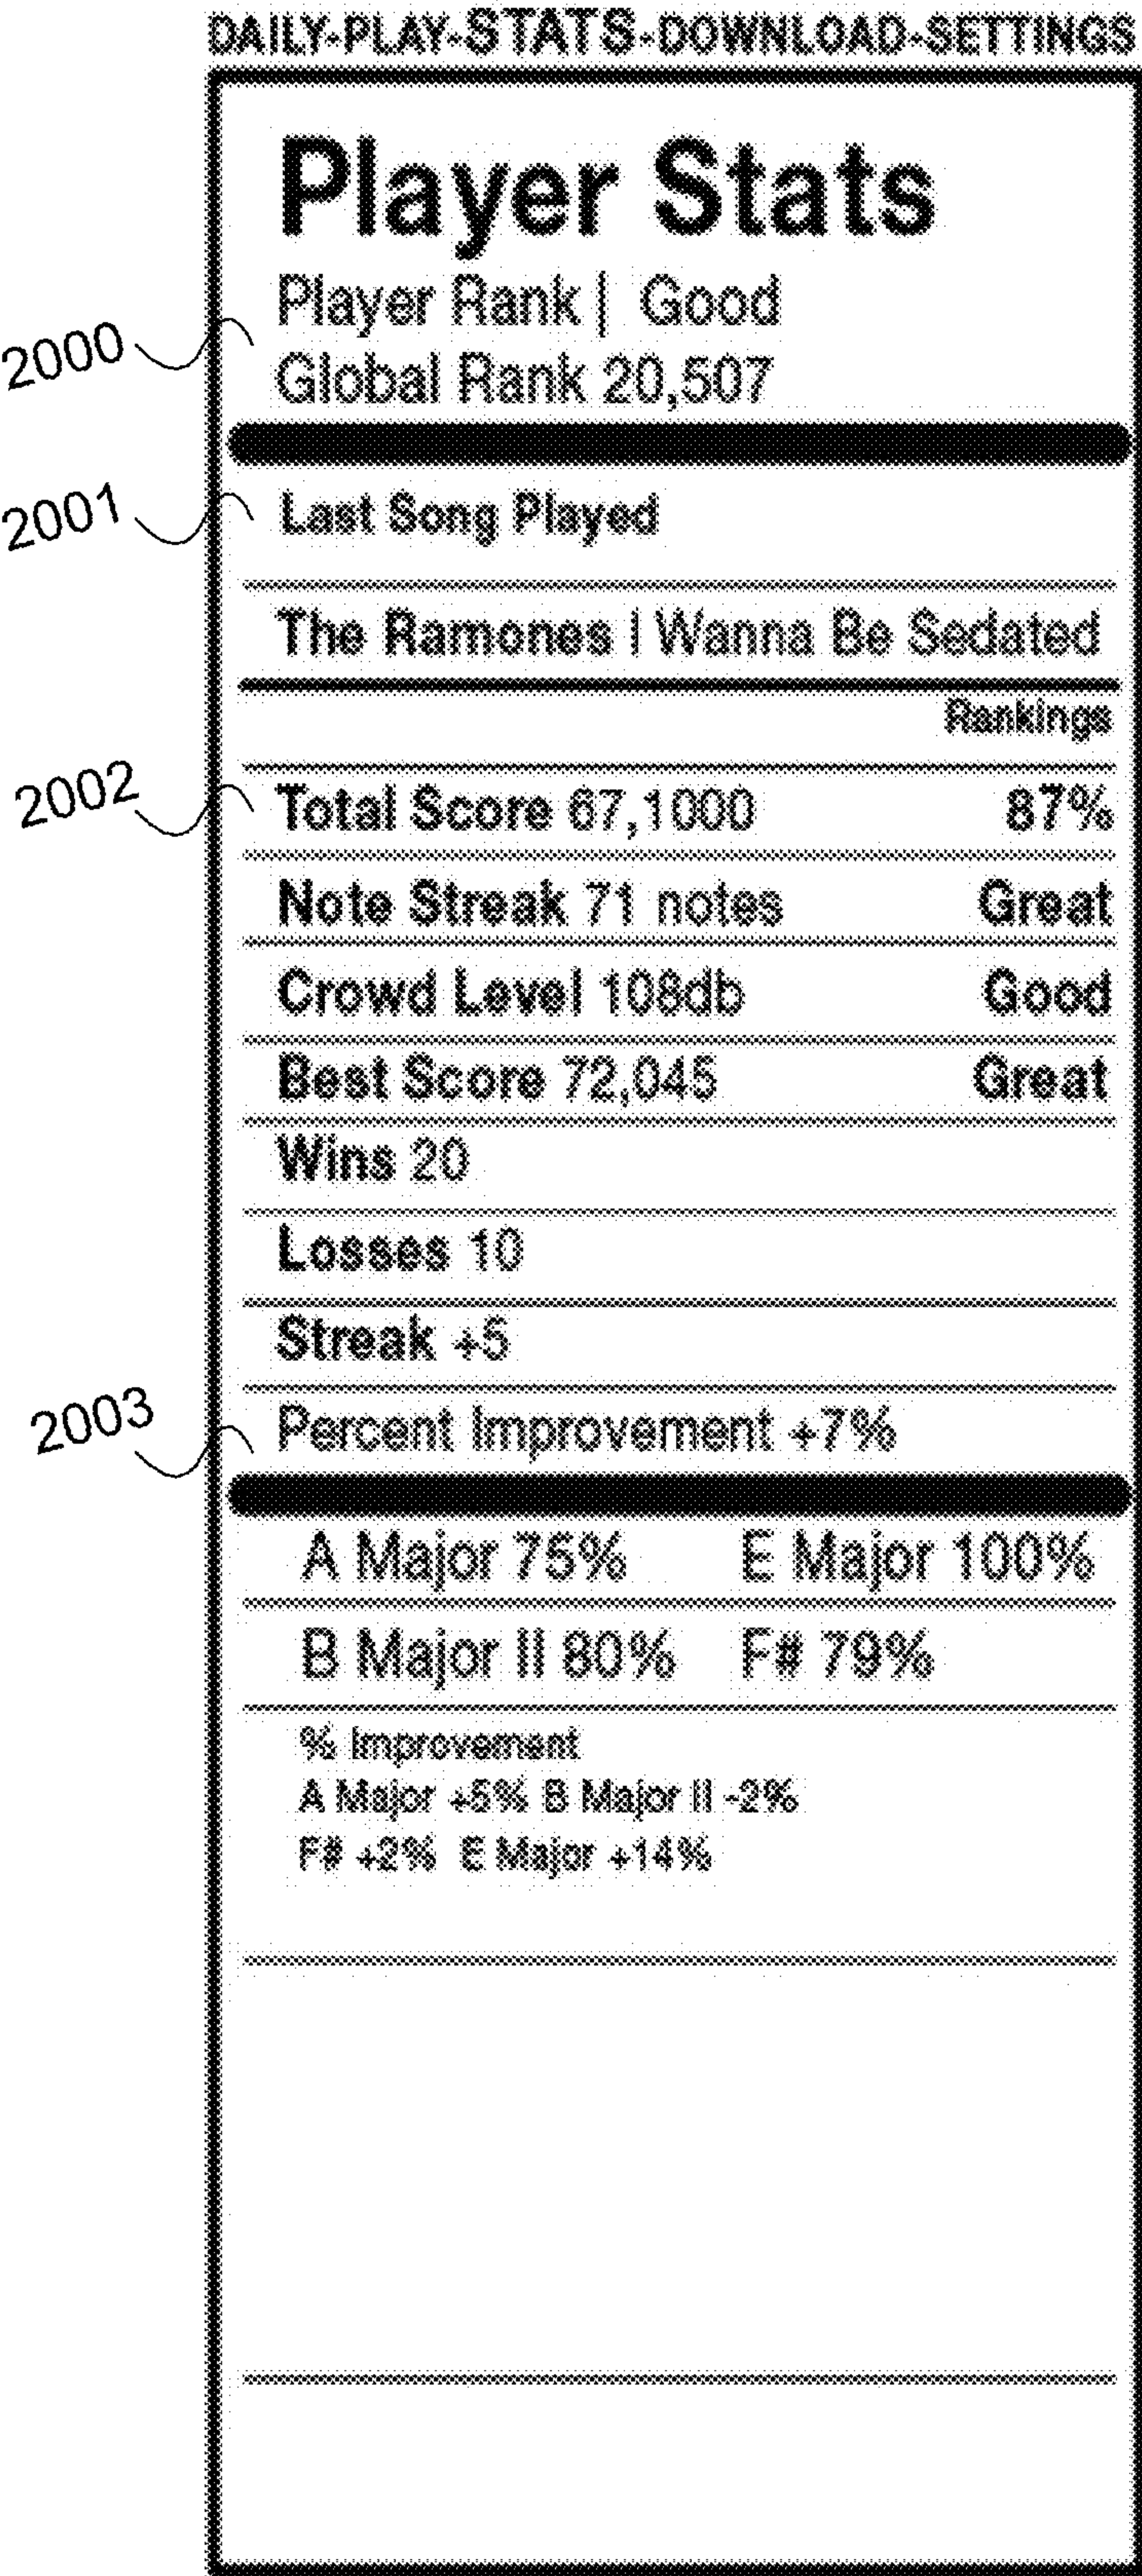 DAILY-PLAY-STATS-DOWNLOAD-SETTINGS
Player Stats
Player Rank | Good
2000
Global Rank 20,507
2001
Last Song Played
The Ramones I Wanna Be Sedated
Rankings
2002
Total Score 67,1000 87%
Note Streak 71 notes Great
Crowd Level 108db Good
Best Score 72,045 Great
Wins 20
Losses 10
Streak +5
2003
Percent Improvement +7%
A Major 75% E Major 100%
B Major II 80% F# 79%
% Improvement
A Major +5% B Major II -2%
F# +2% E Major +14%